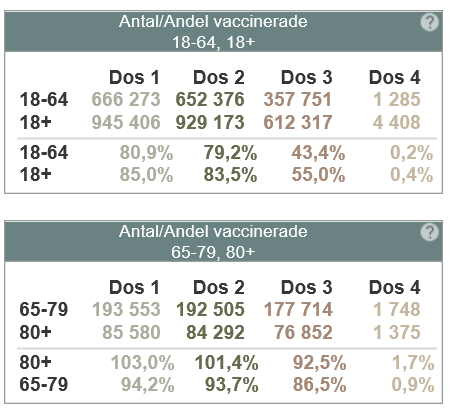 Antal/Andel vaccinerade
18-64, 18+
?
Dos 1 Dos 2 Dos 3 Dos 4
18-64 666 273 652 376 357 751 1 285
18+ 945 406 929 173 612 317 4 408
18-64 80,9% 79,2% 43,4% 0,2%
18+ 85,0% 83,5% 55,0% 0,4%
Antal/Andel vaccinerade
65-79, 80+
?
Dos 1 Dos 2 Dos 3 Dos 4
65-79 193 553 192 505 177 714 1 748
80+ 85 580 84 292 76 852 1 375
80+ 103,0% 101,4% 92,5% 1,7%
65-79 94,2% 93,7% 86,5% 0,9%